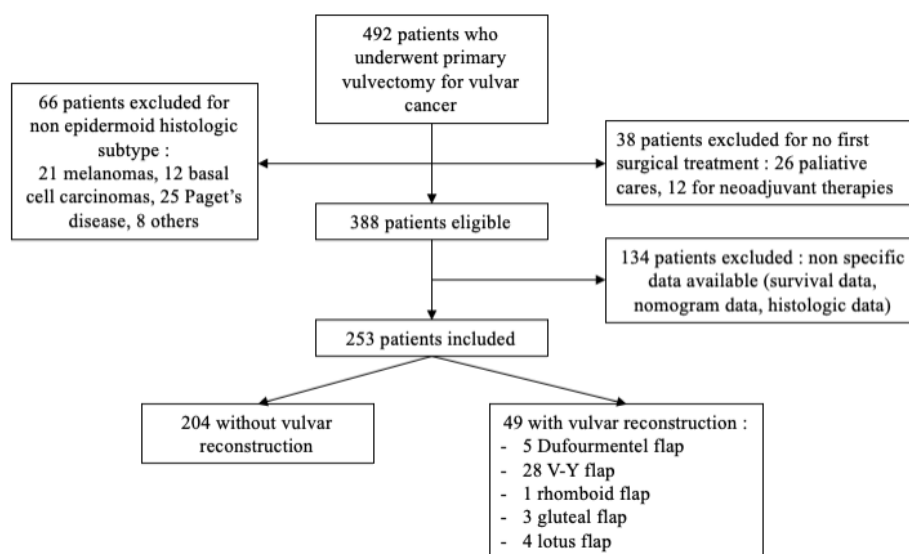 492 patients who
underwent primary
vulvectomy for vulvar
cancer
66 patients excluded for
non epidermoid histologic
subtype :
21 melanomas, 12 basal
cell carcinomas, 25 Paget's
disease, 8 others
38 patients excluded for no first
surgical treatment : 26 paliative
cares, 12 for neoadjuvant therapies
388 patients eligible
134 patients excluded : non specific
data available (survival data,
nomogram data, histologic data)
253 patients included
204 without vulvar
reconstruction
49 with vulvar reconstruction :
- 5 Dufourmentel flap
- 28 V-Y flap
- 1 rhomboid flap
- 3 gluteal flap
- 4 lotus flap